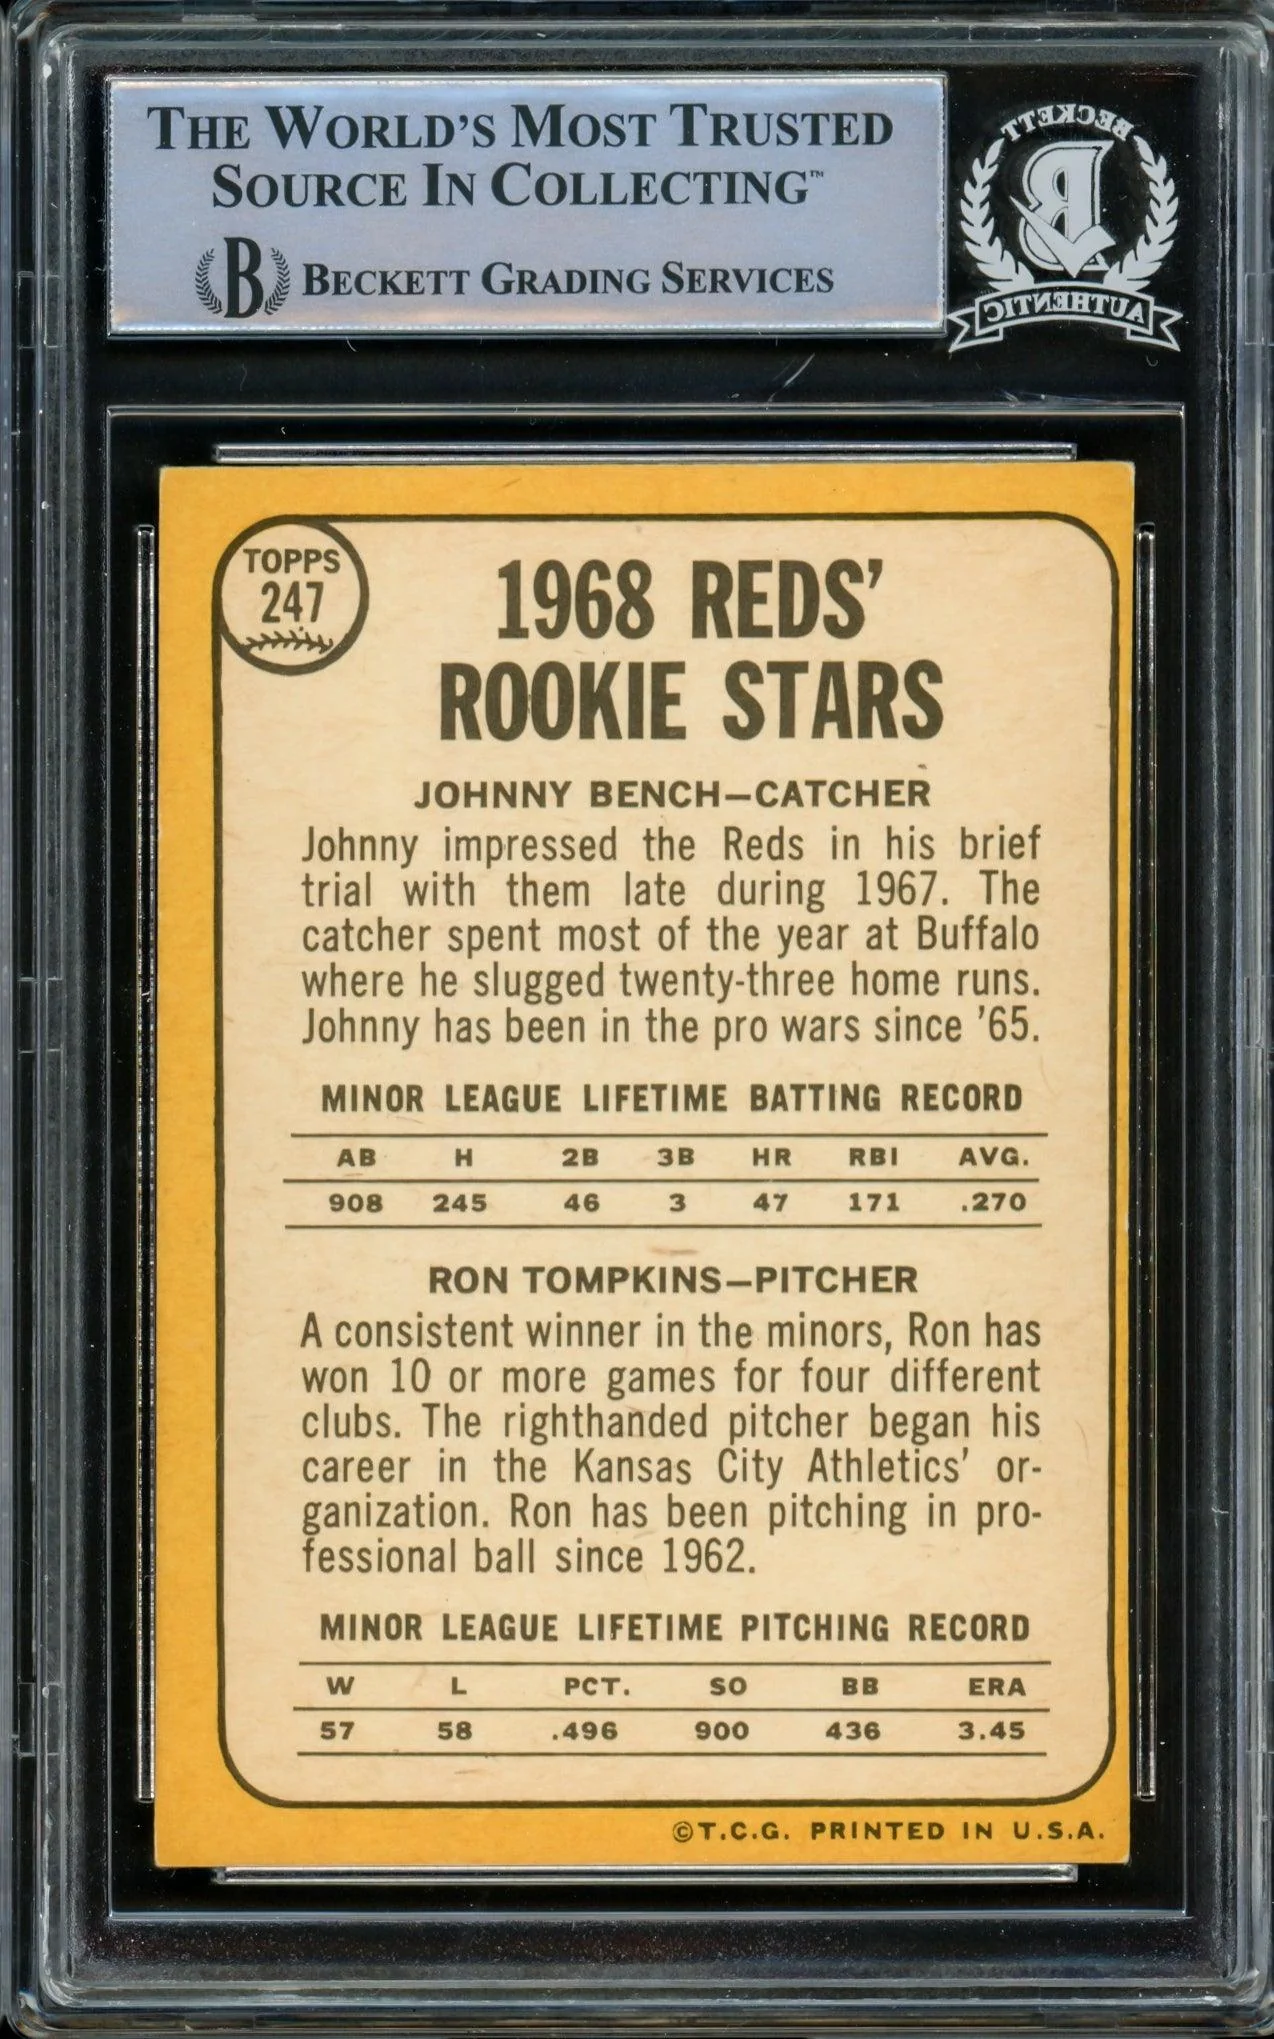 THE WORLD'S MOST TRUSTED
SOURCE IN COLLECTING™
B BECKETT GRADING SERVICES
BECKETT
B
AUTHENTIC
TOPPS
247
1968 REDS'
ROOKIE STARS
JOHNNY BENCH—CATCHER
Johnny impressed the Reds in his brief
trial with them late during 1967. The
catcher spent most of the year at Buffalo
where he slugged twenty-three home runs.
Johnny has been in the pro wars since '65.
MINOR LEAGUE LIFETIME BATTING RECORD
AB H 2B 3B HR RBI AVG.
908 245 46 3 47 171 .270
RON TOMPKINS—PITCHER
A consistent winner in the minors, Ron has
won 10 or more games for four different
clubs. The righthanded pitcher began his
career in the Kansas City Athletics' or-
ganization. Ron has been pitching in pro-
fessional ball since 1962.
MINOR LEAGUE LIFETIME PITCHING RECORD
W L PCT. SO BB ERA
57 58 .496 900 436 3.45
©T.C.G. PRINTED IN U.S.A.